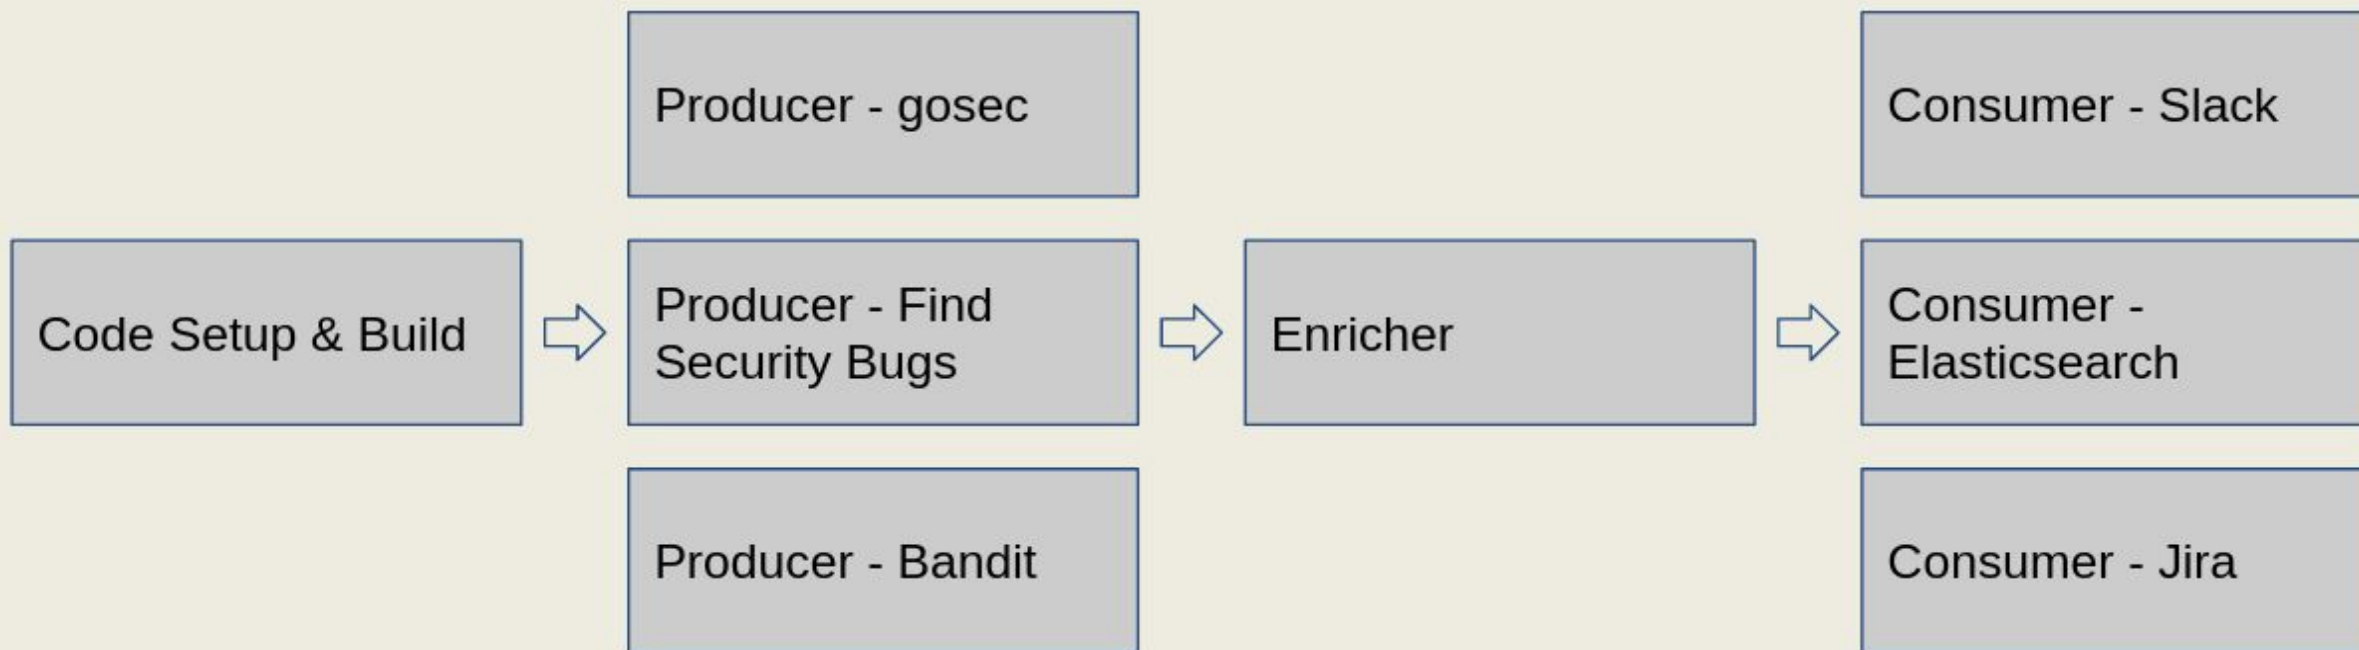 Producer - gosec
Consumer - Slack
Code Setup & Build
Producer - Find
Security Bugs
Enricher
Consumer -
Elasticsearch
Producer - Bandit
Consumer - Jira